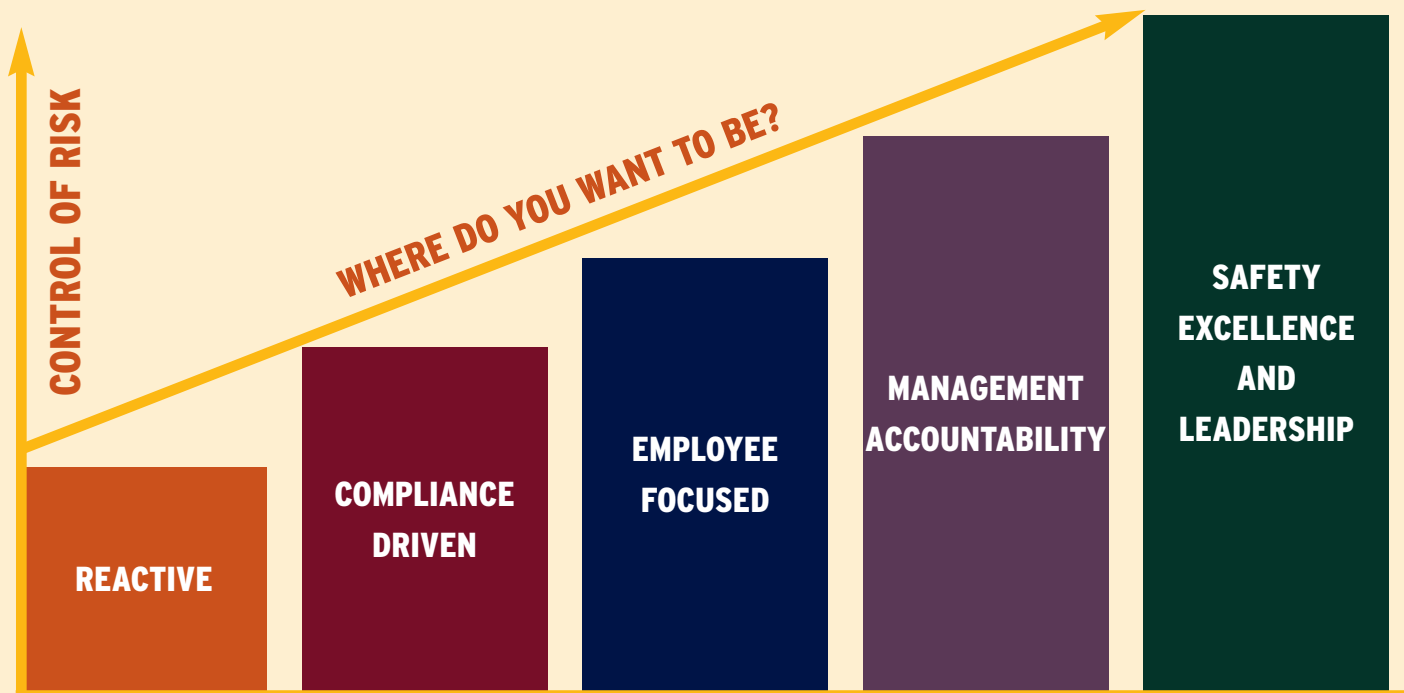 CONTROL OF RISK
WHERE DO YOU WANT TO BE?
REACTIVE
COMPLIANCE
DRIVEN
EMPLOYEE
FOCUSED
MANAGEMENT
ACCOUNTABILITY
SAFETY
EXCELLENCE
AND
LEADERSHIP